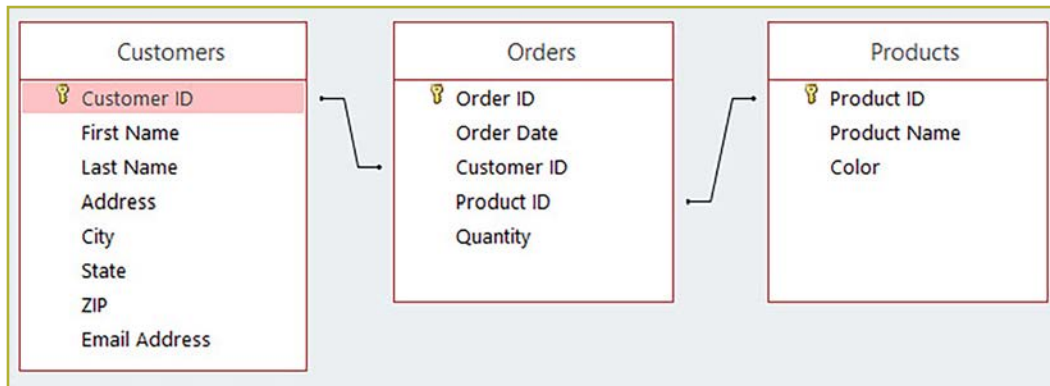 Customers
Customer ID
First Name
Last Name
Address
City
State
ZIP
Email Address
Orders
Order ID
Order Date
Customer ID
Product ID
Quantity
Products
Product ID
Product Name
Color